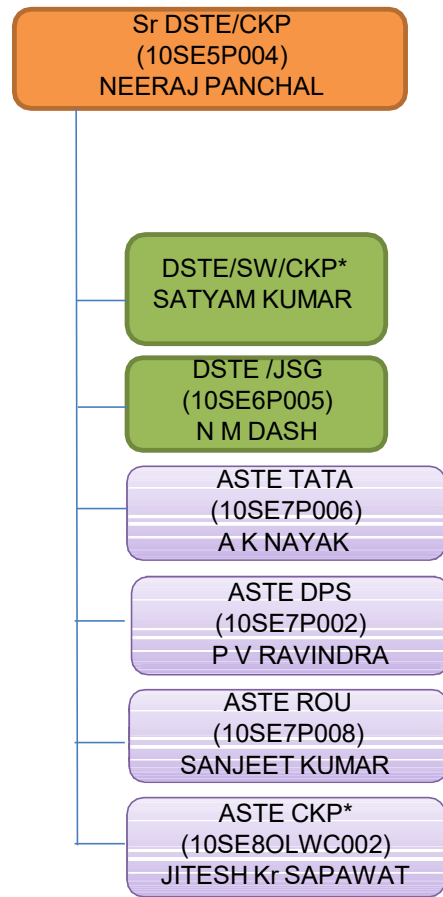 Sr DSTE/CKP
(10SE5P004)
NEERAJ PANCHAL
DSTE/SW/CKP*
SATYAM KUMAR
DSTE /JSG
(10SE6P005)
N M DASH
ASTE TATA
(10SE7P006)
A K NAYAK
ASTE DPS
(10SE7P002)
P V RAVINDRA
ASTE ROU
(10SE7P008)
SANJEET KUMAR
ASTE CKP*
(10SE8OLWC002)
JITESH Kr SAPAWAT